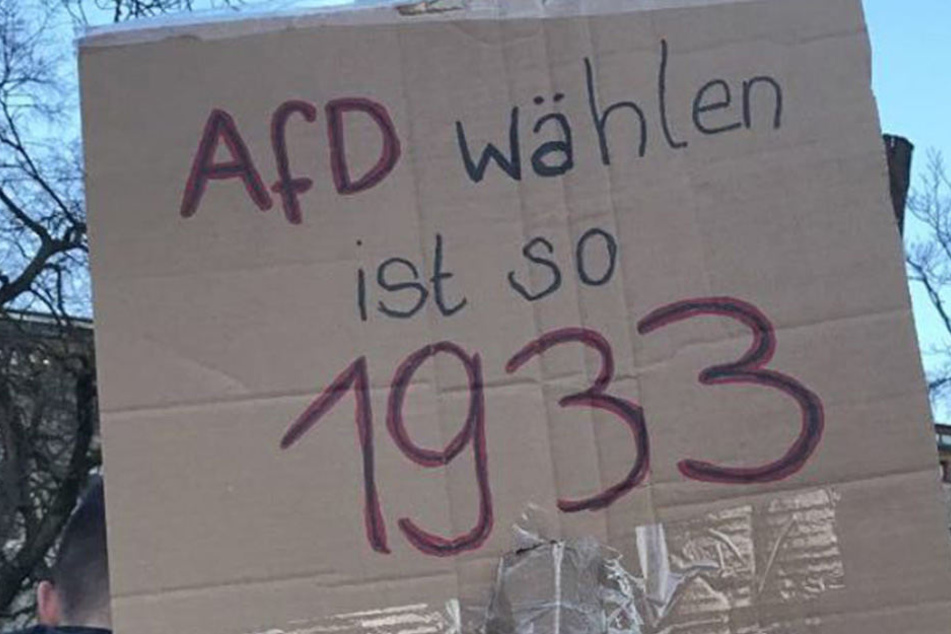 AfD wählen
ist so
1933